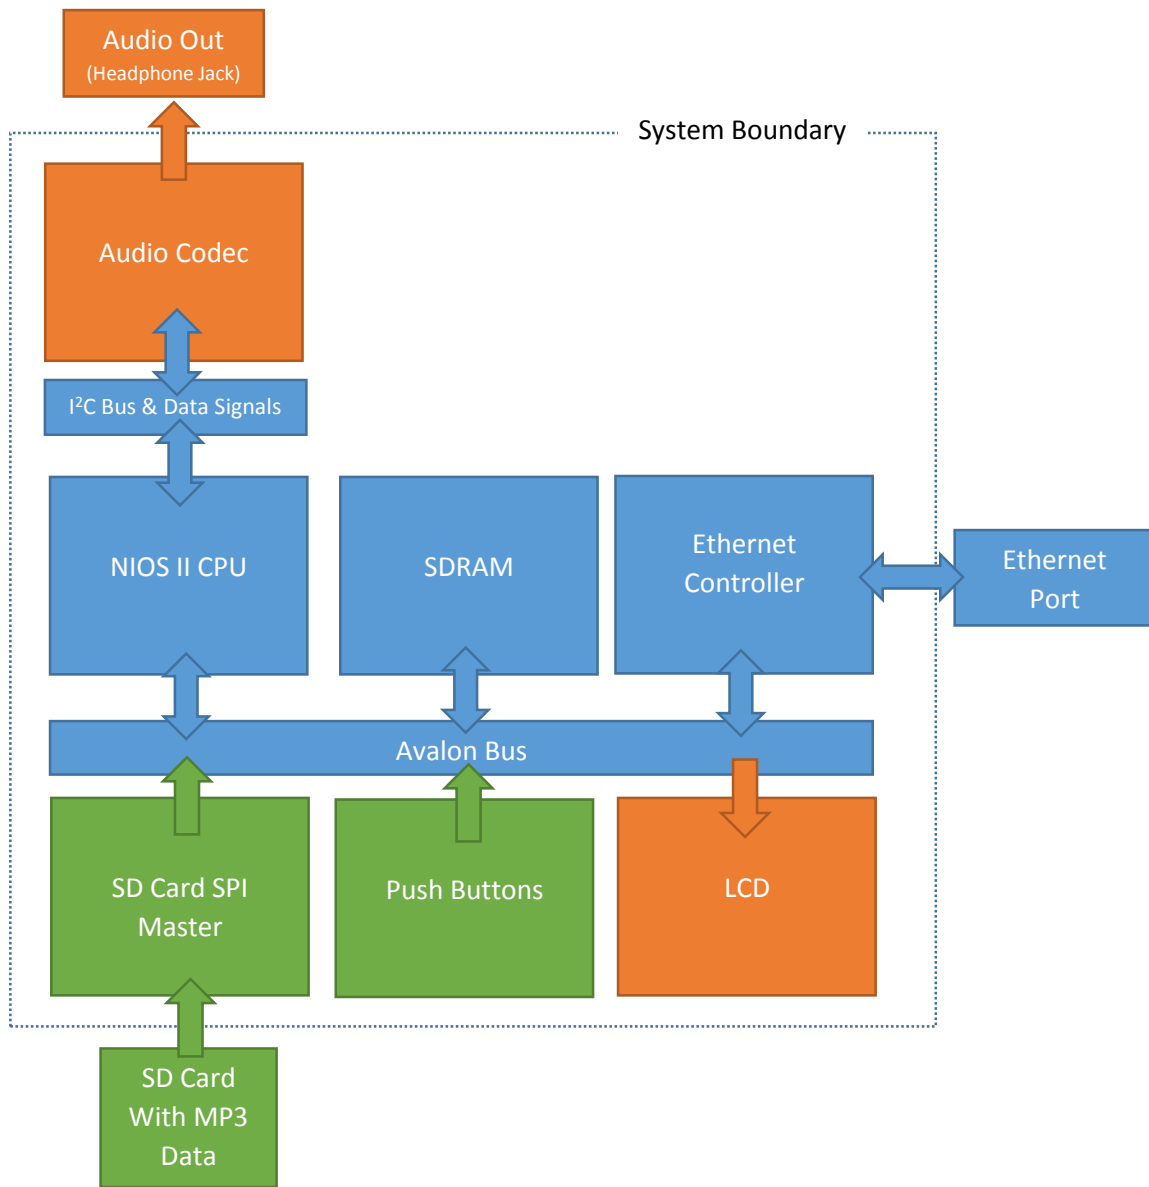 Audio Out
(Headphone Jack)
System Boundary
Audio Codec
I²C Bus & Data Signals
NIOS II CPU
SDRAM
Ethernet
Controller
Ethernet
Port
Avalon Bus
SD Card SPI
Master
Push Buttons
LCD
SD Card
With MP3
Data